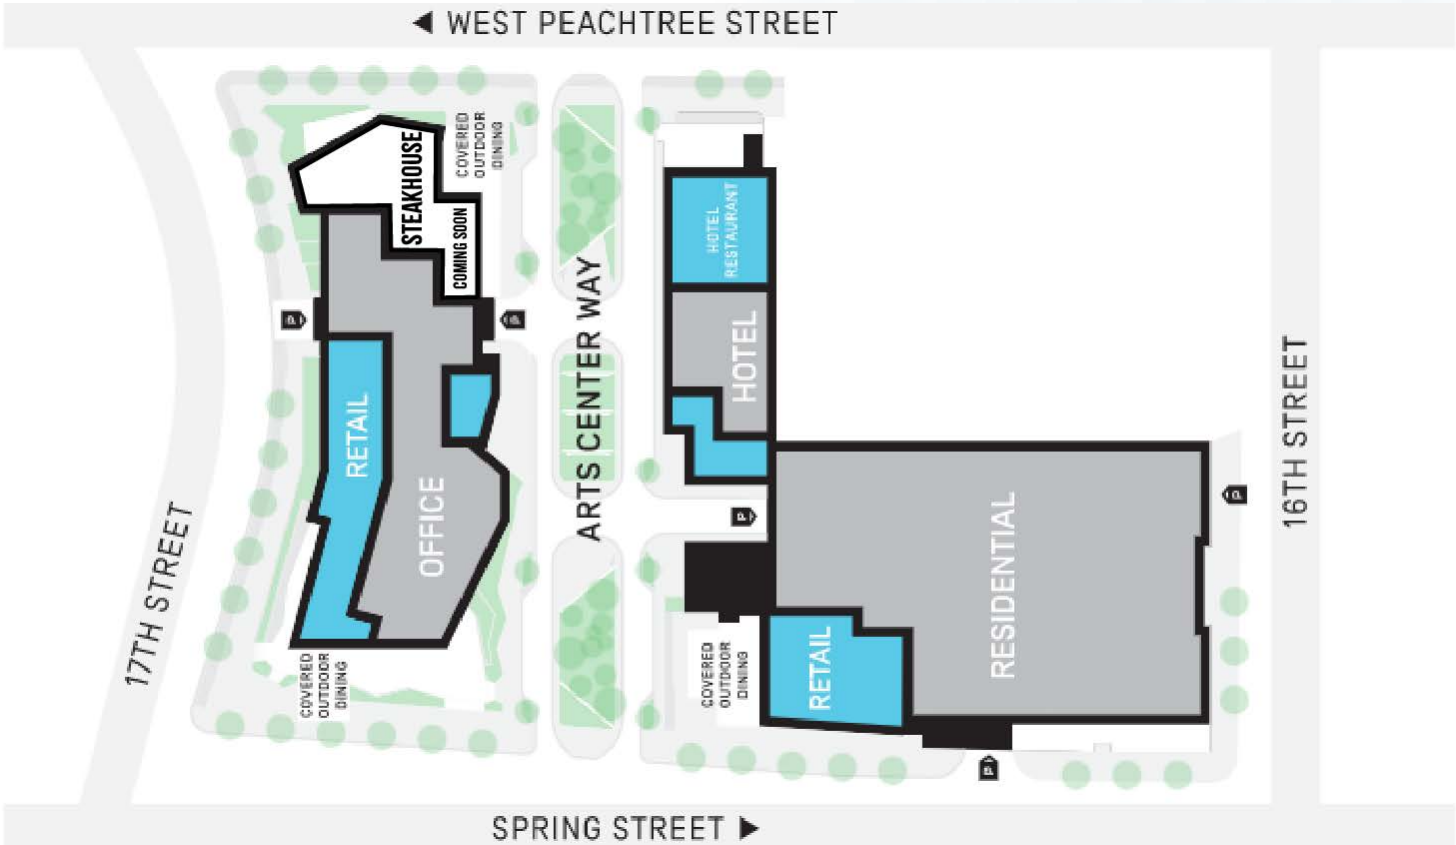 WEST PEACHTREE STREET
STEAKHOUSE
COMING SOON
COVERED
OUTDOOR
DINING
HOTEL
RESTAURANT
P
P
HOTEL
RETAIL
OFFICE
ARTS CENTER WAY
17TH STREET
16TH STREET
P
P
RESIDENTIAL
RETAIL
COVERED
OUTDOOR
DINING
COVERED
OUTDOOR
DINING
P
SPRING STREET